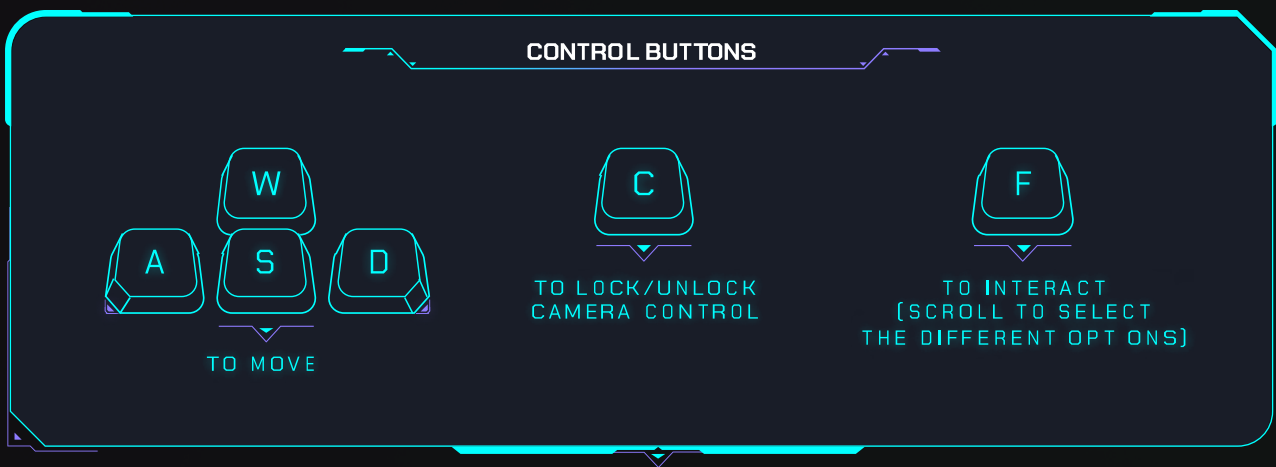 CONTROL BUTTONS
W
A S D
TO MOVE
C
TO LOCK/UNLOCK
CAMERA CONTROL
F
TO INTERACT
(SCROLL TO SELECT
THE DIFFERENT OPT ONS)